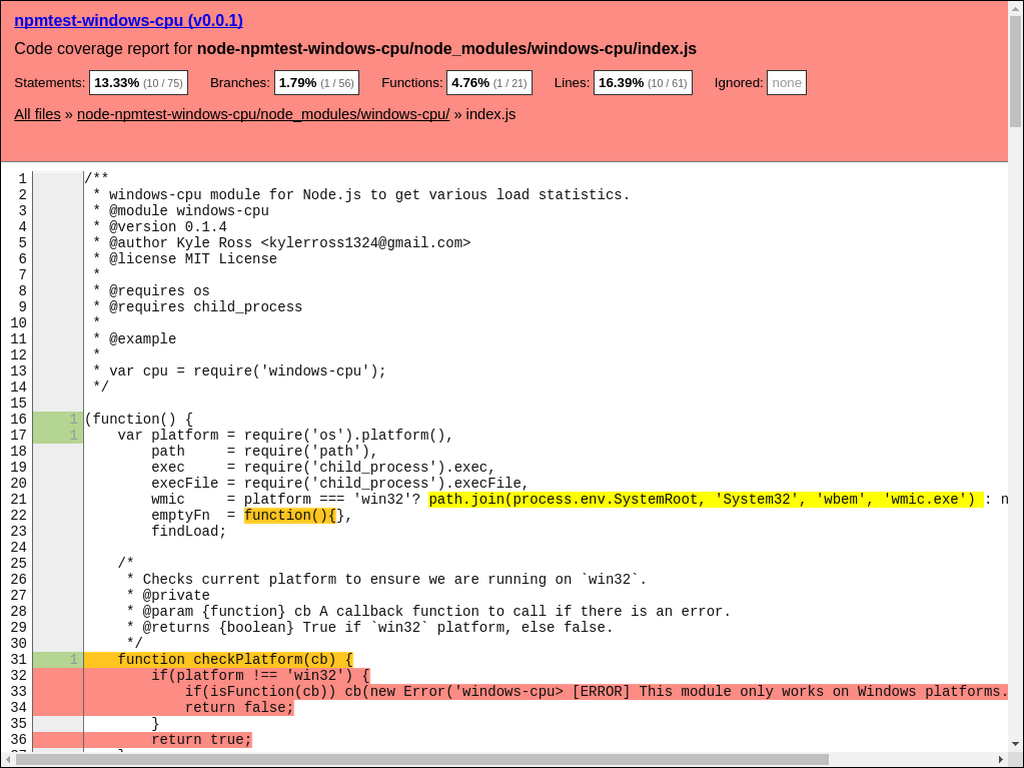 npmtest-windows-cpu (v0.0.1)
Code coverage report for node-npmtest-windows-cpu/node_modules/windows-cpu/index.js
Statements: 13.33% (10 / 75) Branches: 1.79% (1 / 56) Functions: 4.76% (1 / 21) Lines: 16.39% (10 / 61) Ignored: none
All files » node-npmtest-windows-cpu/node_modules/windows-cpu/ » index.js
1 /**
2  * windows-cpu module for Node.js to get various load statistics.
3  * @module windows-cpu
4  * @version 0.1.4
5  * @author Kyle Ross <kylerross1324@gmail.com>
6  * @license MIT License
7  *
8  * @requires os
9  * @requires child_process
10  *
11  * @example
12  *
13  * var cpu = require('windows-cpu');
14  */
15
16 1 (function() {
17 1     var platform = require('os').platform(),
18         path     = require('path'),
19         exec     = require('child_process').exec,
20         execFile = require('child_process').execFile,
21         wmic     = platform === 'win32'? path.join(process.env.SystemRoot, 'System32', 'wbem', 'wmic.exe') : n
22         emptyFn  = function(){},
23         findLoad;
24
25     /*
26      * Checks current platform to ensure we are running on `win32`.
27      * @private
28      * @param {function} cb A callback function to call if there is an error.
29      * @returns {boolean} True if `win32` platform, else false.
30      */
31 1     function checkPlatform(cb) {
32         if(platform !== 'win32') {
33             if(isFunction(cb)) cb(new Error('windows-cpu> [ERROR] This module only works on Windows platforms.
34             return false;
35         }
36         return true;